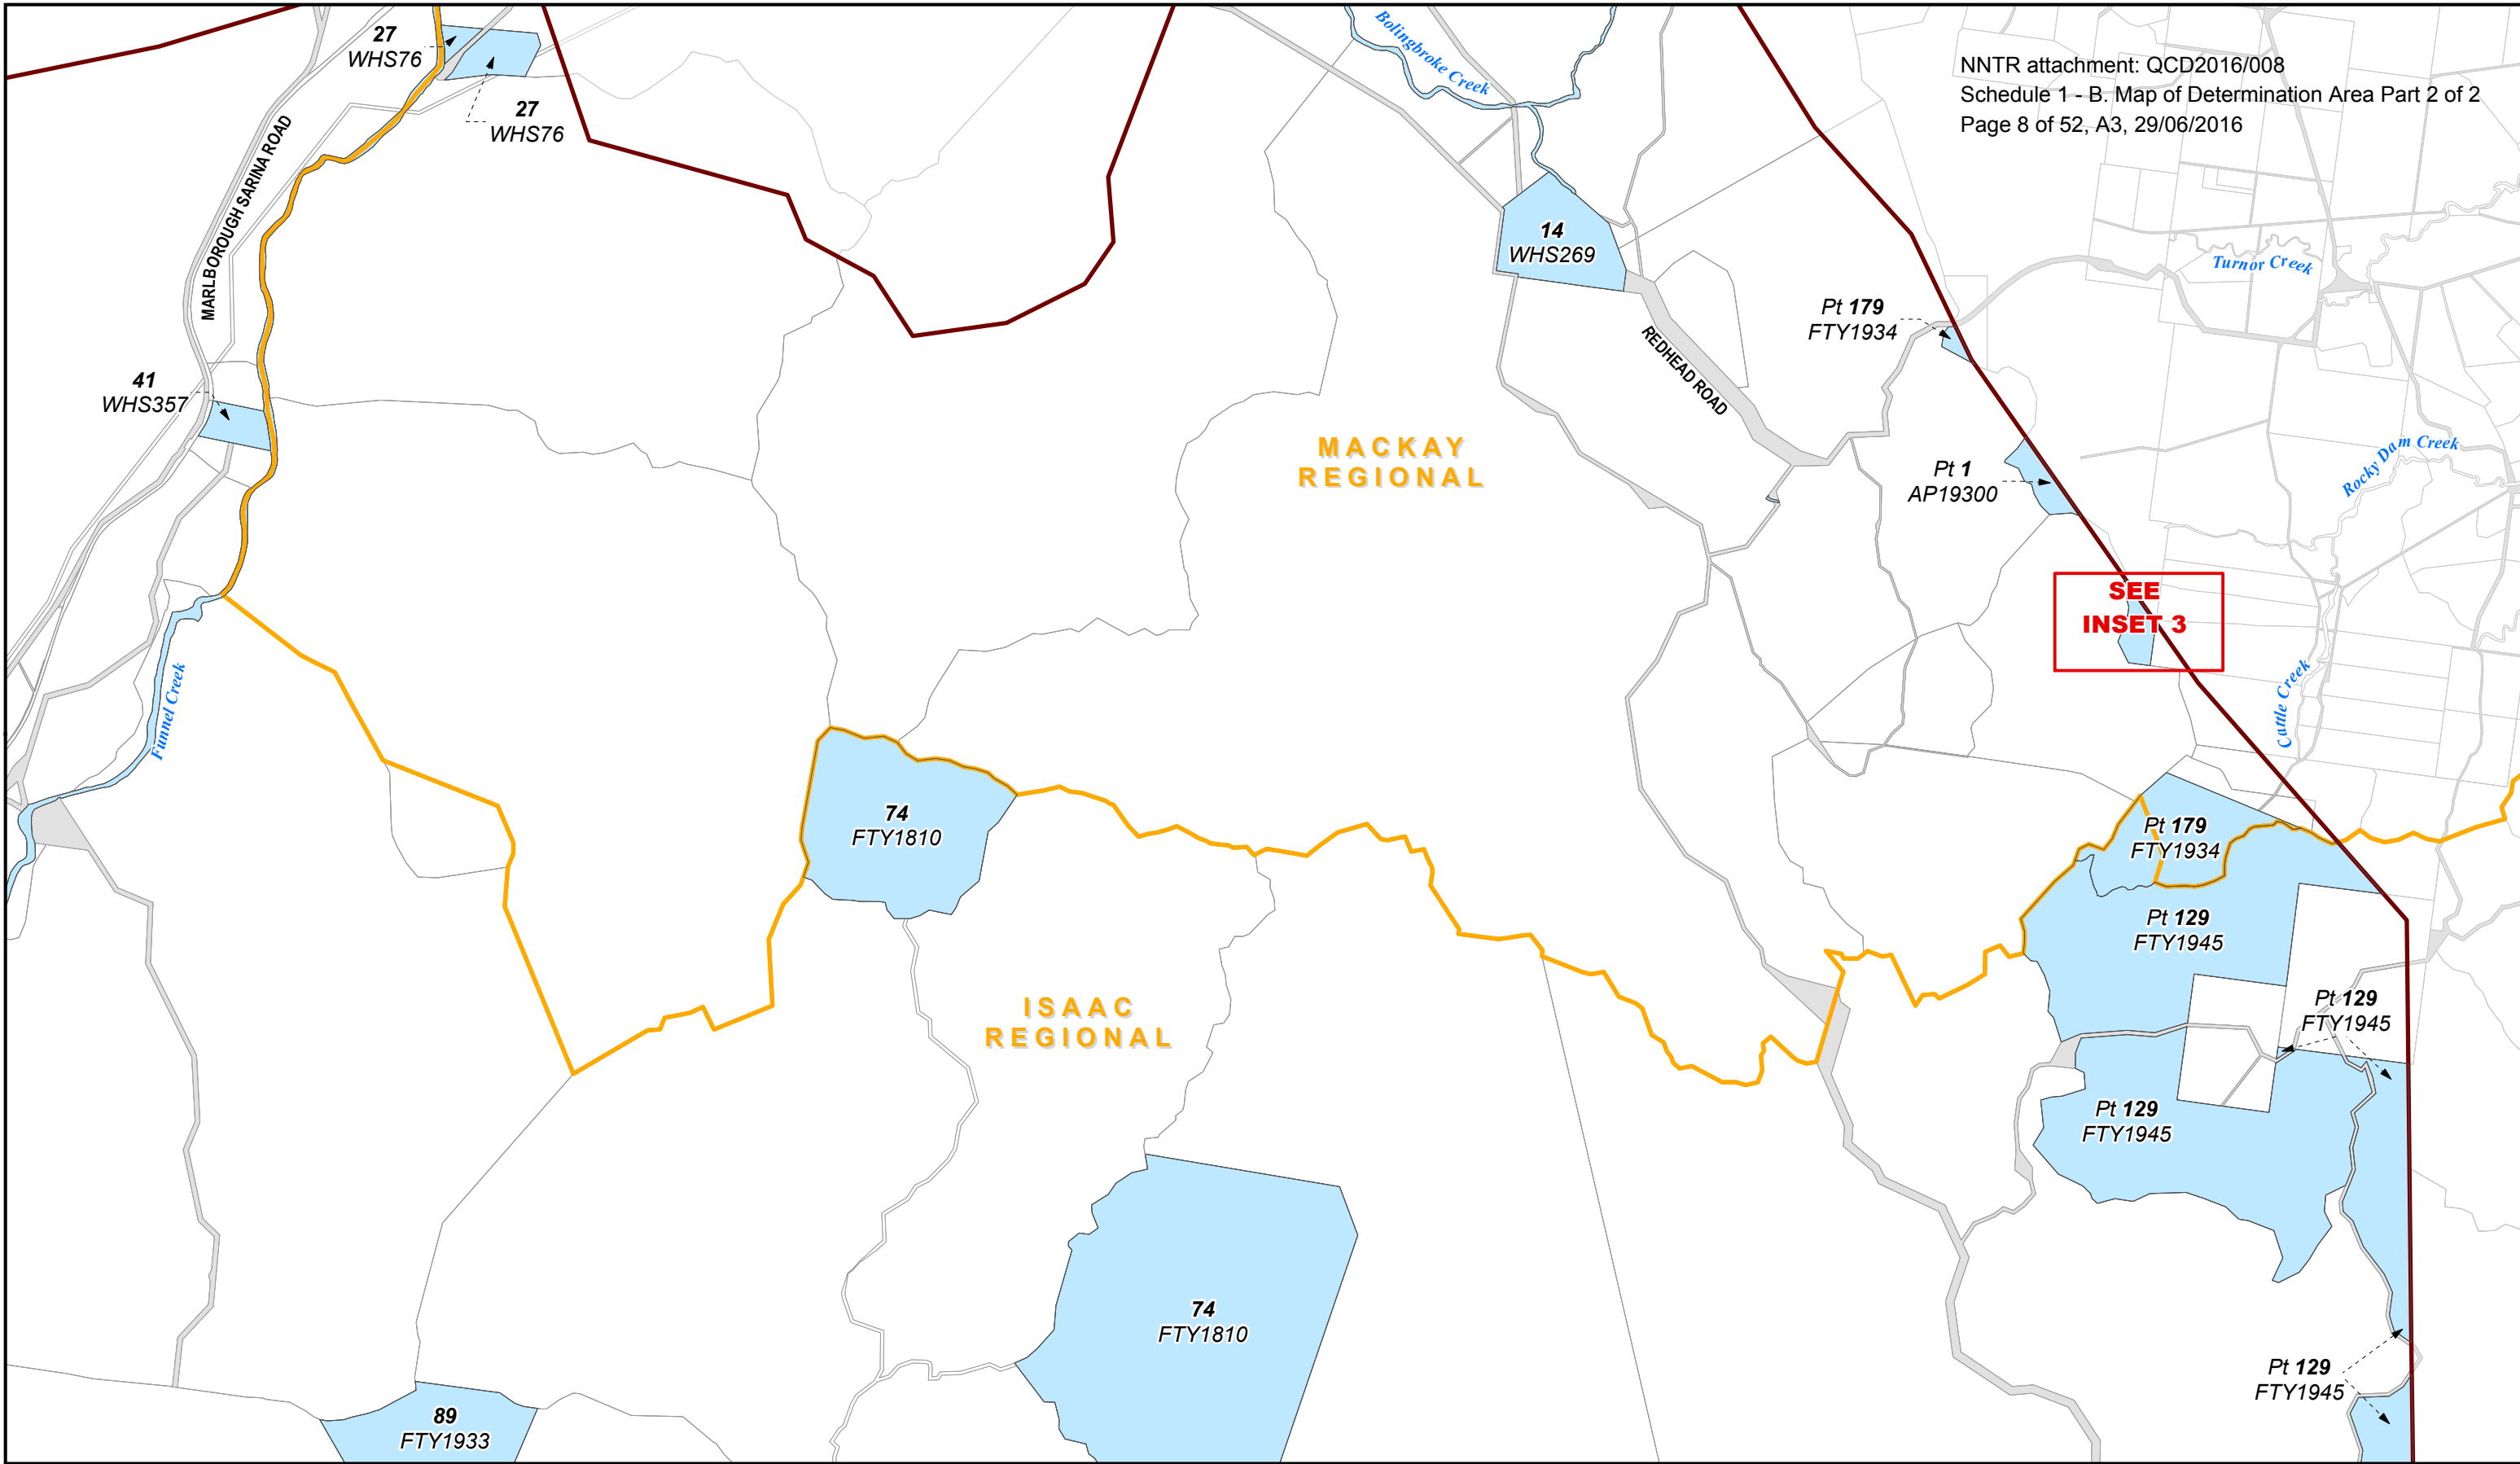 NNTR attachment: QCD2016/008
Schedule 1 - B. Map of Determination Area Part 2 of 2
Page 8 of 52, A3, 29/06/2016
27
WHS76
27
WHS76
MARLBOROUGH SARINA ROAD
Bolingbroke Creek
14
WHS269
Turnor Creek
Pt 179
FTY1934
REDHEAD ROAD
41
WHS357
MACKAY
REGIONAL
Rocky Dam Creek
Pt 1
AP19300
SEE
INSET 3
Funnel Creek
Cattle Creek
74
FTY1810
Pt 179
FTY1934
Pt 129
FTY1945
ISAAC
REGIONAL
Pt 129
FTY1945
Pt 129
FTY1945
74
FTY1810
Pt 129
FTY1945
89
FTY1933